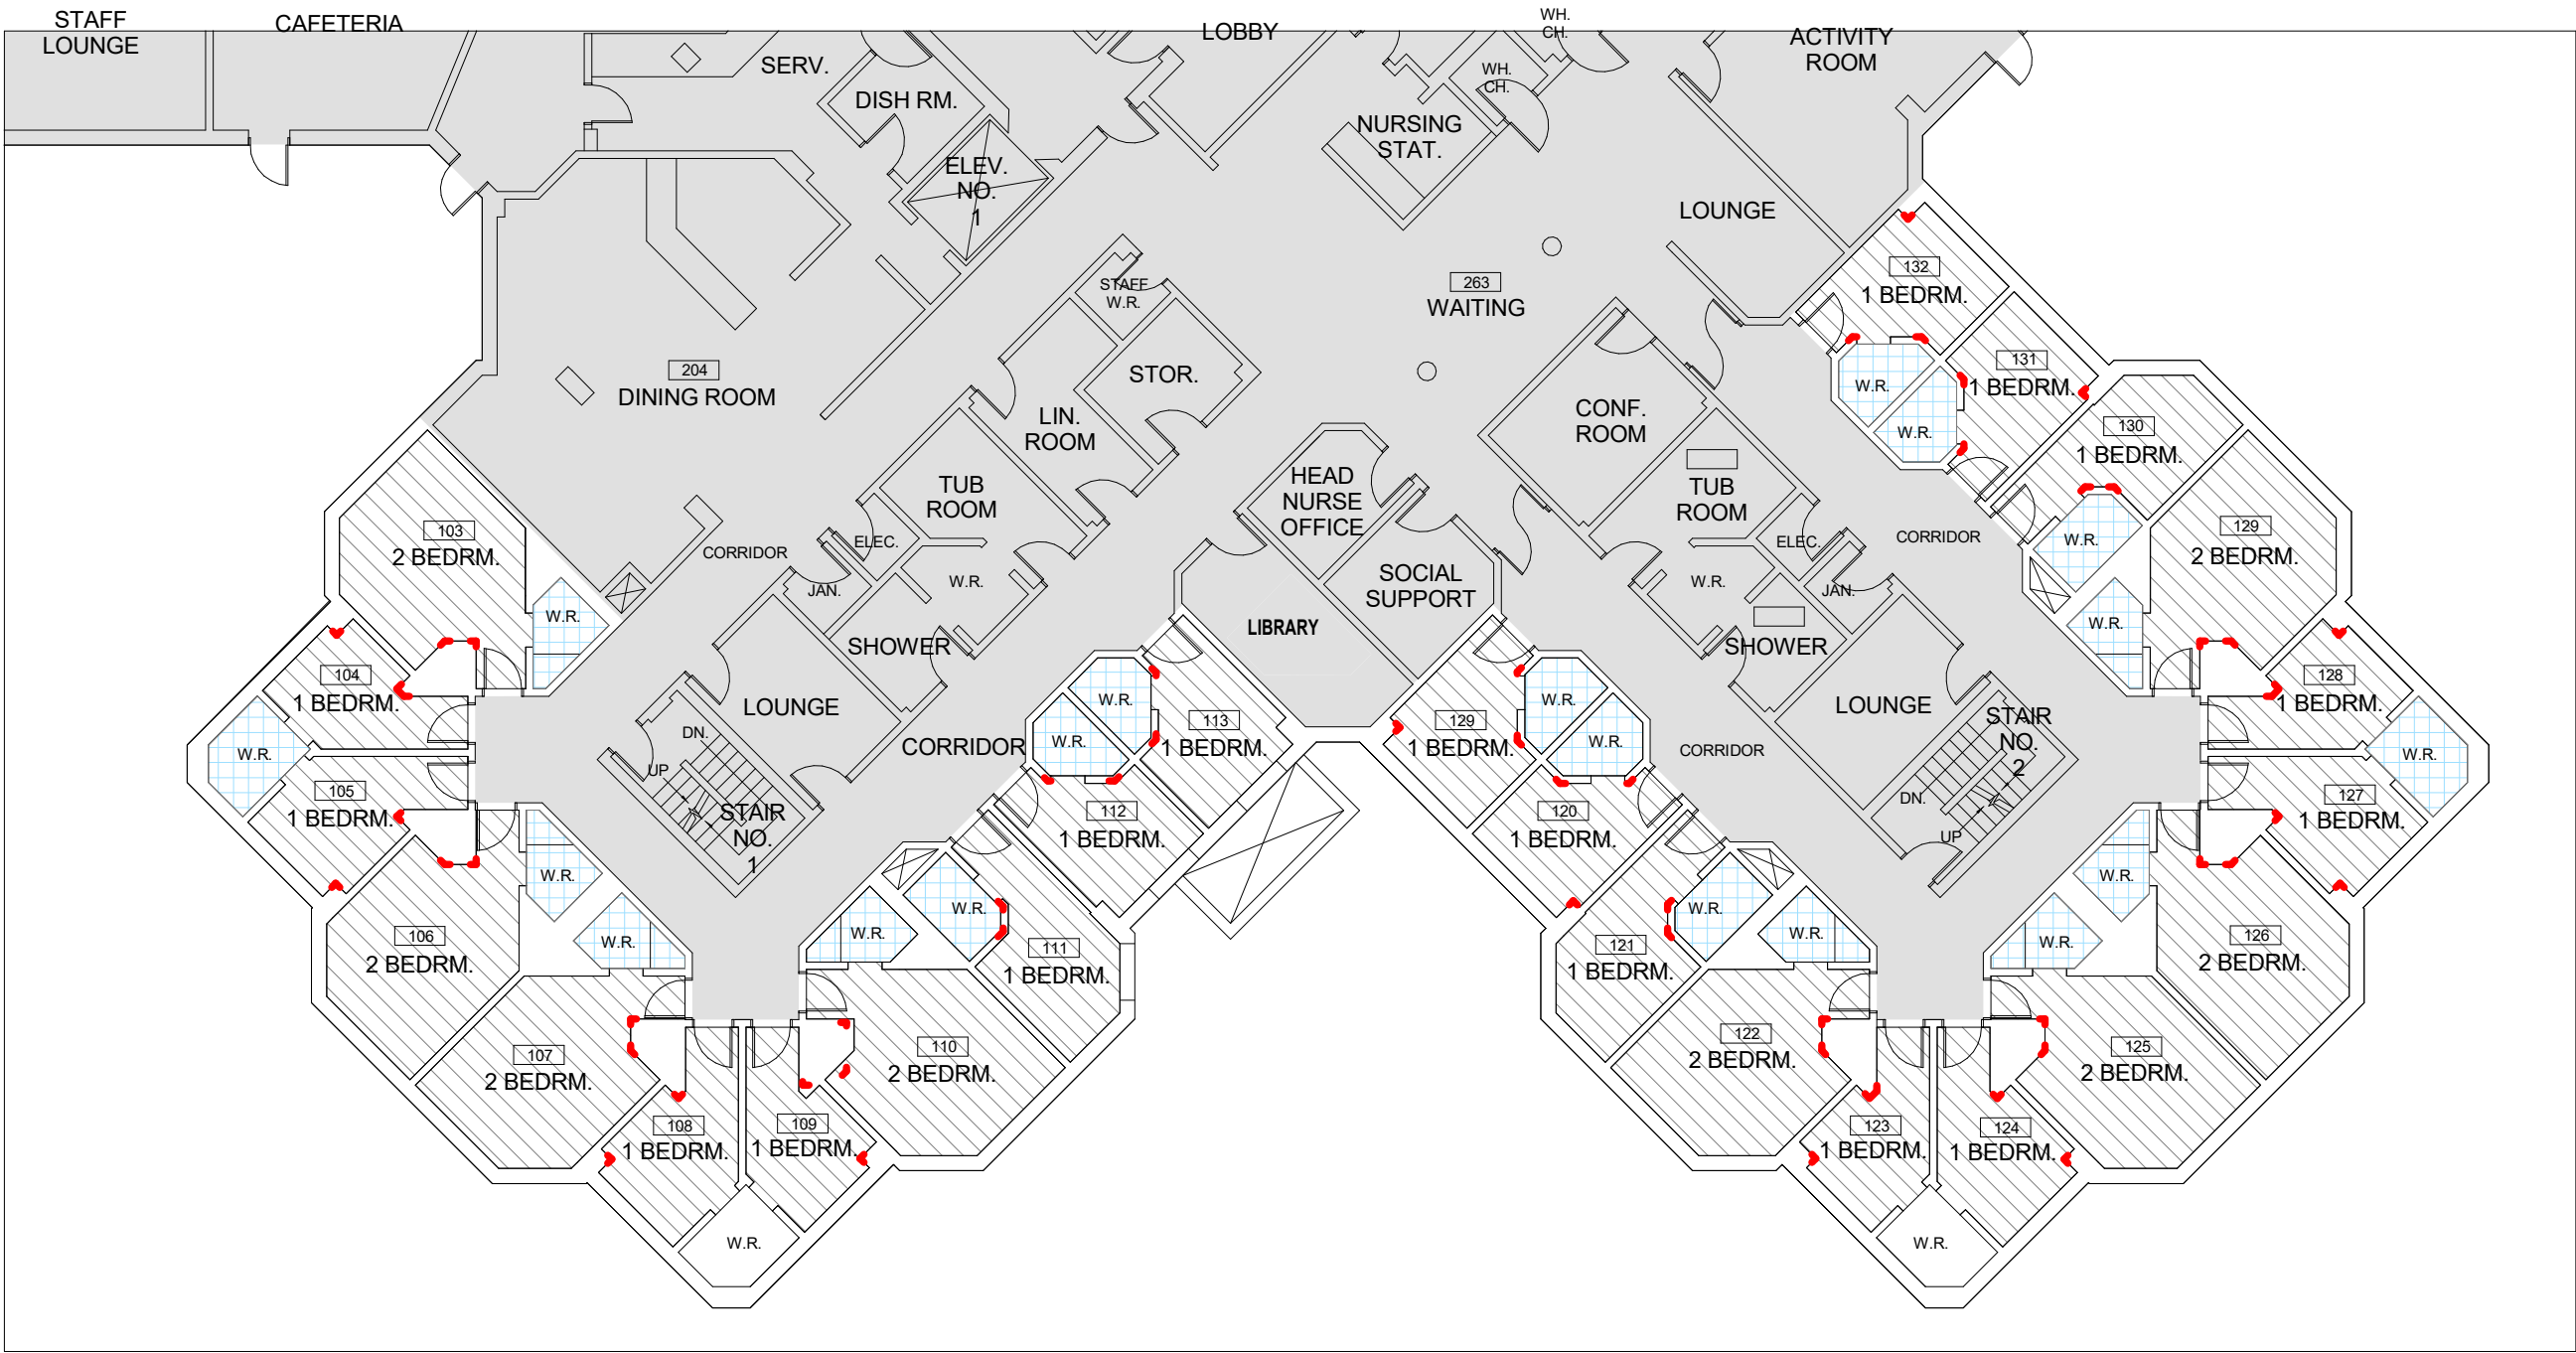 STAFF
LOUNGE
CAFETERIA
SERV.
DISH RM.
ELEV.
NO.
1
LOBBY
WH.
CH.
WH.
CH.
NURSING
STAT.
ACTIVITY
ROOM
LOUNGE
STAFF
W.R.
263
WAITING
132
1 BEDRM.
131
1 BEDRM.
W.R.
W.R.
130
1 BEDRM.
204
DINING ROOM
STOR.
LIN.
ROOM
CONF.
ROOM
TUB
ROOM
HEAD
NURSE
OFFICE
TUB
ROOM
103
2 BEDRM.
CORRIDOR
ELEC.
JAN.
W.R.
SOCIAL
SUPPORT
W.R.
ELEC.
JAN.
CORRIDOR
W.R.
129
2 BEDRM.
W.R.
W.R.
SHOWER
LIBRARY
SHOWER
104
1 BEDRM.
LOUNGE
W.R.
113
1 BEDRM.
129
1 BEDRM.
W.R.
LOUNGE
128
1 BEDRM.
W.R.
DN.
UP
STAIR
NO.
1
CORRIDOR
W.R.
W.R.
CORRIDOR
STAIR
NO.
2
DN.
UP
W.R.
105
1 BEDRM.
112
1 BEDRM.
120
1 BEDRM.
127
1 BEDRM.
W.R.
W.R.
W.R.
W.R.
106
2 BEDRM.
W.R.
W.R.
111
1 BEDRM.
121
1 BEDRM.
W.R.
W.R.
126
2 BEDRM.
107
2 BEDRM.
110
2 BEDRM.
122
2 BEDRM.
125
2 BEDRM.
108
1 BEDRM.
109
1 BEDRM.
123
1 BEDRM.
124
1 BEDRM.
W.R.
W.R.